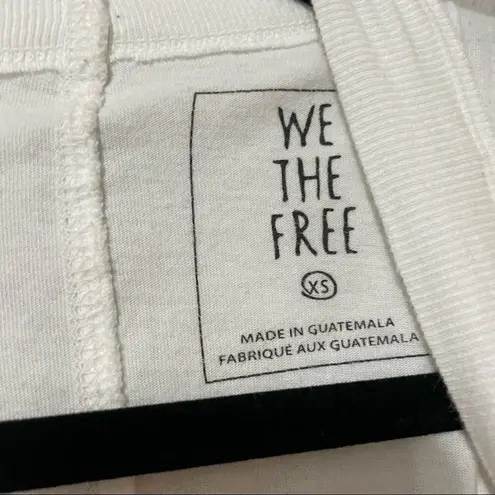 WE
THE
FREE
XS
MADE IN GUATEMALA
FABRIQUÉ AUX GUATEMALA